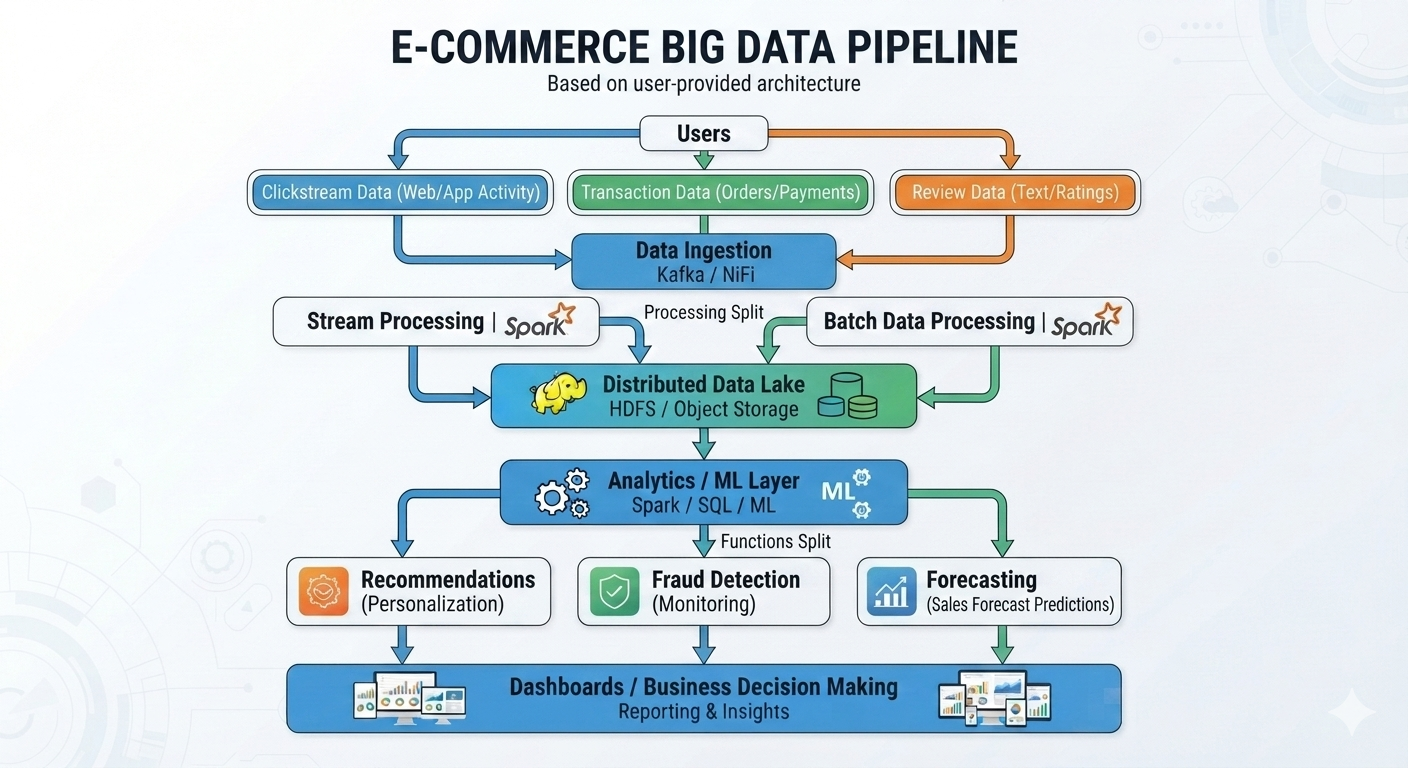 E-COMMERCE BIG DATA PIPELINE
Based on user-provided architecture
Users
Clickstream Data (Web/App Activity)
Transaction Data (Orders/Payments)
Review Data (Text/Ratings)
Data Ingestion
Kafka / NiFi
Stream Processing | Spark
Processing Split
Batch Data Processing | Spark
Distributed Data Lake
HDFS / Object Storage
Analytics / ML Layer
Spark / SQL / ML
ML
Functions Split
Recommendations
(Personalization)
Fraud Detection
(Monitoring)
Forecasting
(Sales Forecast Predictions)
Dashboards / Business Decision Making
Reporting & Insights